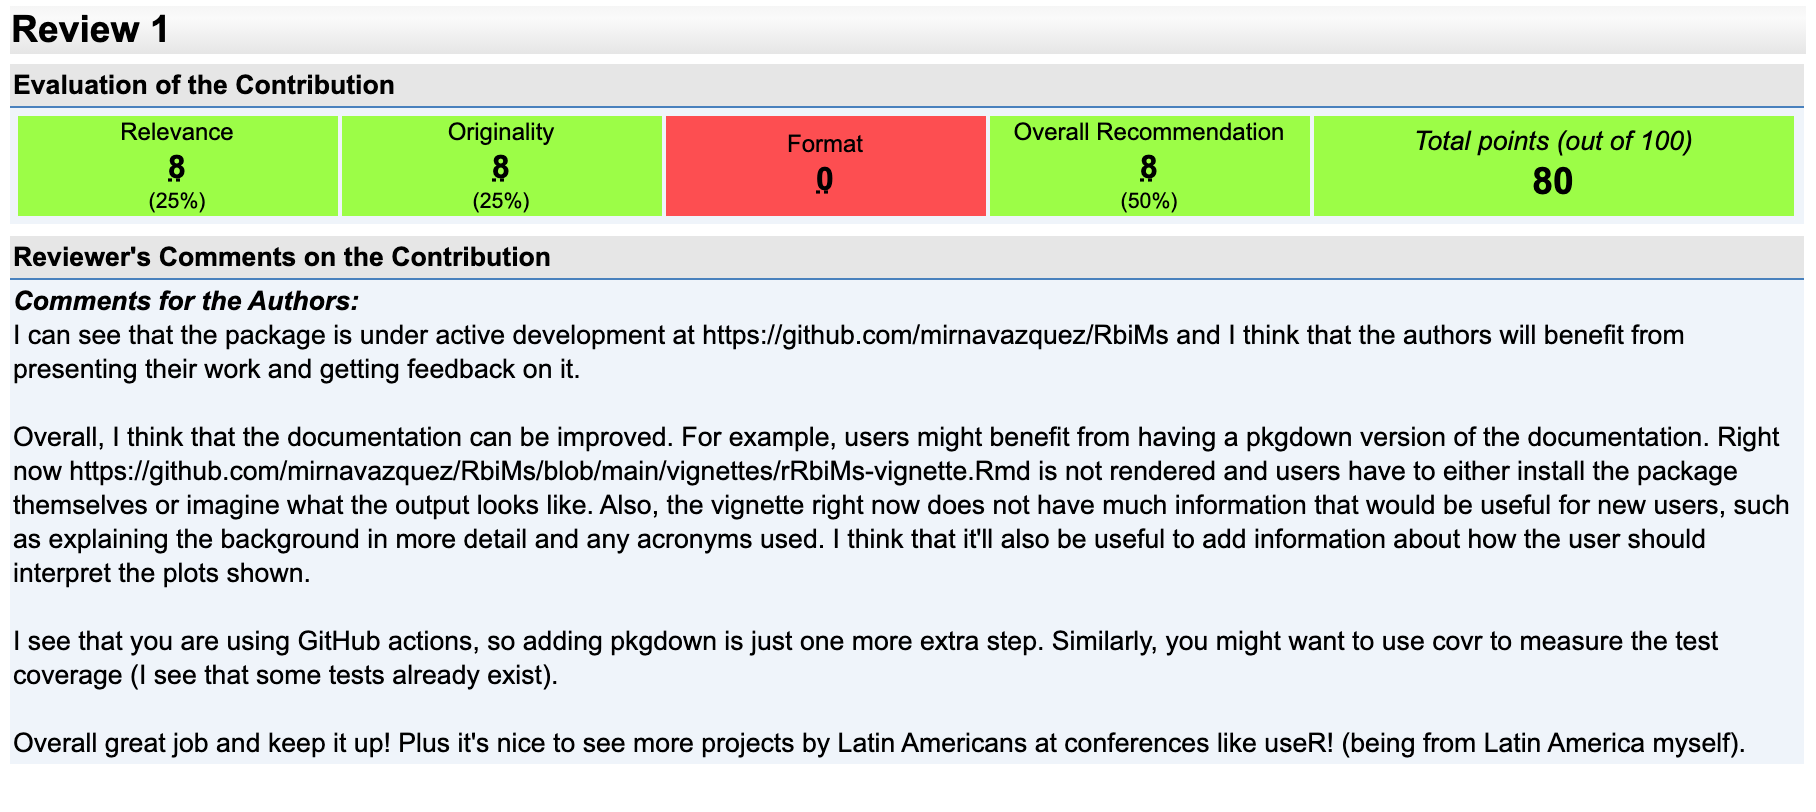 Review 1
Evaluation of the Contribution
Relevance
8
(25%)
Originality
8
(25%)
Format
0
Overall Recommendation
8
(50%)
Total points (out of 100)
80
Reviewer's Comments on the Contribution
Comments for the Authors:
I can see that the package is under active development at https://github.com/mirnavazquez/RbiMs and I think that the authors will benefit from
presenting their work and getting feedback on it.
Overall, I think that the documentation can be improved. For example, users might benefit from having a pkgdown version of the documentation. Right
now https://github.com/mirnavazquez/RbiMs/blob/main/vignettes/rRbiMs-vignette.Rmd is not rendered and users have to either install the package
themselves or imagine what the output looks like. Also, the vignette right now does not have much information that would be useful for new users, such
as explaining the background in more detail and any acronyms used. I think that it'll also be useful to add information about how the user should
interpret the plots shown.
I see that you are using GitHub actions, so adding pkgdown is just one more extra step. Similarly, you might want to use covr to measure the test
coverage (I see that some tests already exist).
Overall great job and keep it up! Plus it's nice to see more projects by Latin Americans at conferences like useR! (being from Latin America myself).